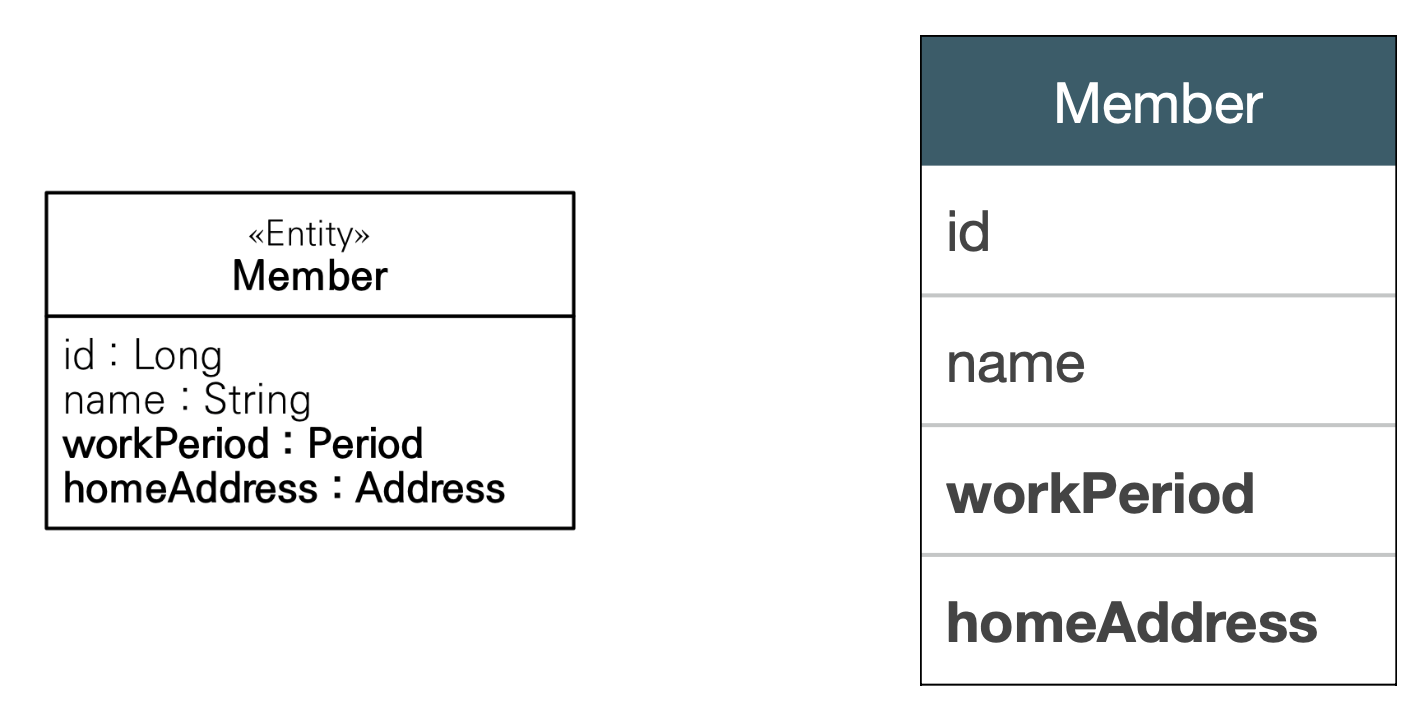 «Entity»
Member
id : Long
name : String
workPeriod : Period
homeAddress : Address
Member
id
name
workPeriod
homeAddress